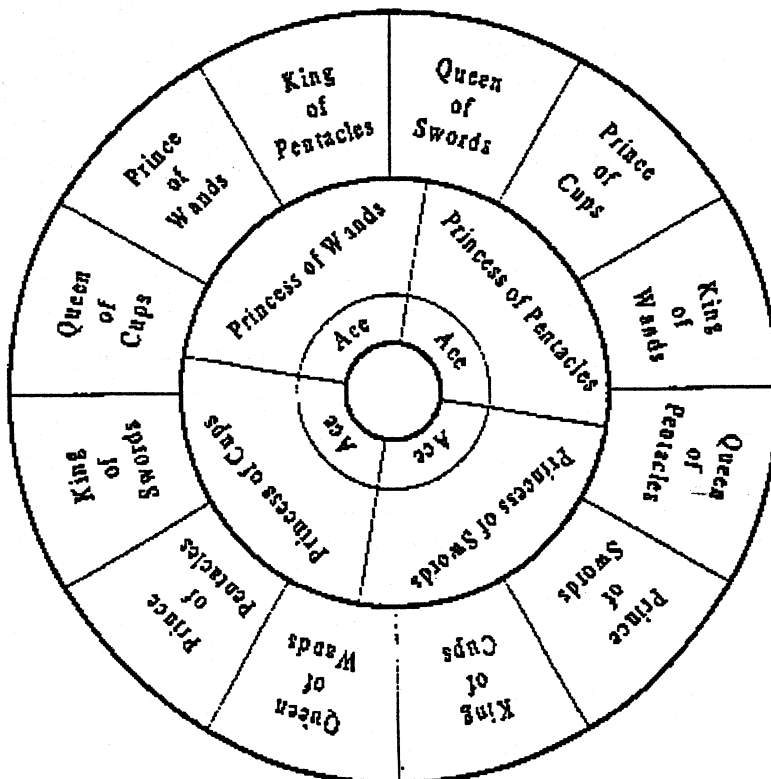 King
of
Pentacles
Queen
of
Swords
Prince
of
Cups
King
of
Wands
Queen
of
Pentacles
Prince
of
Swords
King
of
Cups
Queen
of
Wands
Prince
of
Pentacles
King
of
Swords
Queen
of
Cups
Prince
of
Wands
Princess of Wands
Princess of Pentacles
Princess of Swords
Princess of Cups
Ace
Ace
Ace
Ace